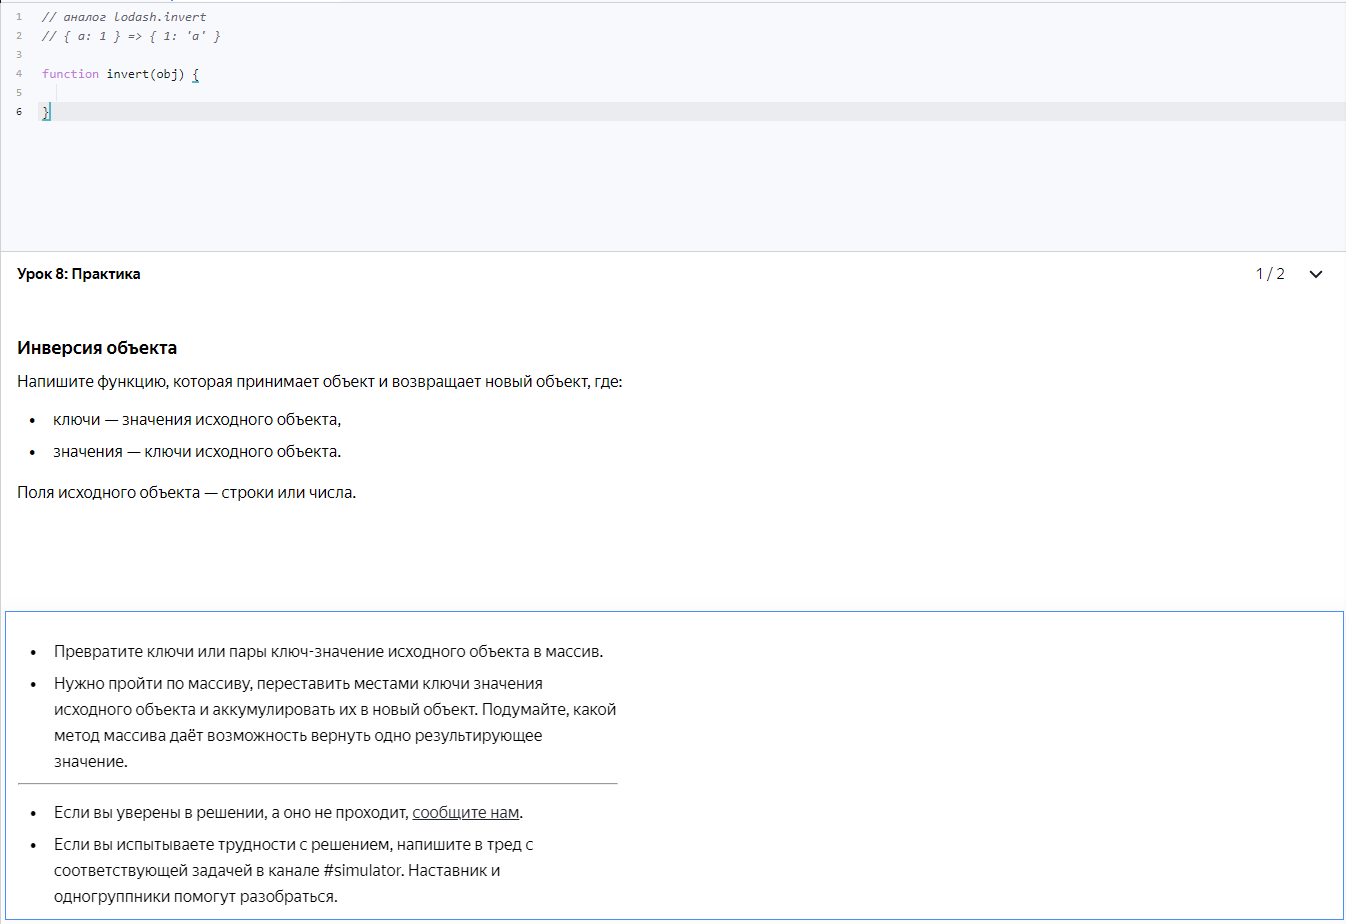 1 // аналог lodash.invert
2 // { a: 1 } => { 1: 'a' }
3
4 function invert(obj) {
5
6 }
Урок 8: Практика
1 / 2
Инверсия объекта
Напишите функцию, которая принимает объект и возвращает новый объект, где:
• ключи — значения исходного объекта,
• значения — ключи исходного объекта.
Поля исходного объекта — строки или числа.
• Превратите ключи или пары ключ-значение исходного объекта в массив.
• Нужно пройти по массиву, переставить местами ключи значения
исходного объекта и аккумулировать их в новый объект. Подумайте, какой
метод массива даёт возможность вернуть одно результирующее
значение.
• Если вы уверены в решении, а оно не проходит, сообщите нам.
• Если вы испытываете трудности с решением, напишите в тред с
соответствующей задачей в канале #simulator. Наставник и
одногруппники помогут разобраться.